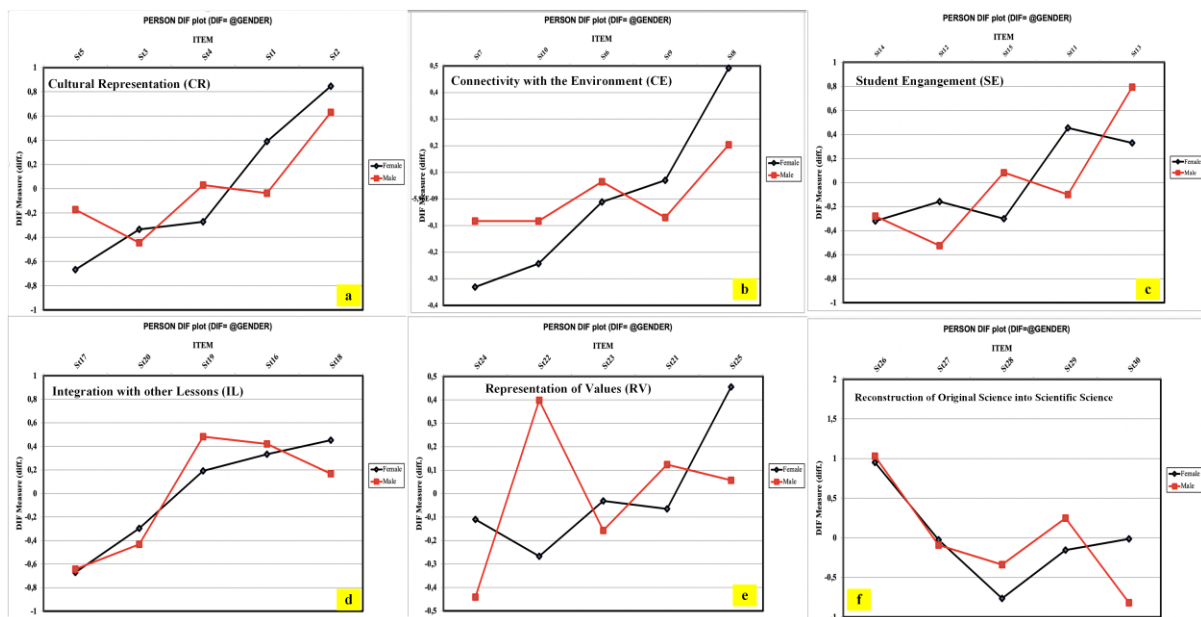 PERSON DIF plot (DIF= @GENDER)
ITEM
St5 St3 St4 St1 St2
Cultural Representation (CR)
DIF Measure (diff.)
1
0,8
0,6
0,4
0,2
0
-0,2
-0,4
-0,6
-0,8
-1
Female
Male
a
PERSON DIF plot (DIF= @GENDER)
ITEM
St7 St10 St6 St9 St8
Connectivity with the Environment (CE)
DIF Measure (diff.)
0,5
0,5
0,3
0,2
0,1
-0,1
-0,2
-0,3
-0,4
Female
Male
b
PERSON DIF plot (DIF= @GENDER)
ITEM
St14 St12 St15 St11 St13
Student Engangement (SE)
DIF Measure (diff.)
1
0,8
0,6
0,4
0,2
0
-0,2
-0,4
-0,6
-0,8
-1
Female
Male
c
PERSON DIF plot (DIF=@GENDER)
ITEM
St17 St20 St19 St16 St18
Integration with other Lessons (IL)
DIF Measure (diff.)
1
0,8
0,6
0,4
0,2
0
-0,2
-0,4
-0,6
-0,8
-1
Female
Male
d
PERSON DIF plot (DIF=@GENDER)
ITEM
St24 St22 St23 St21 St25
Representation of Values (RV)
DIF Measure (diff.)
0,5
0,4
0,3
0,2
0,1
0
-0,1
-0,2
-0,3
-0,4
-0,5
Female
Male
e
PERSON DIF plot (DIF=@GENDER)
ITEM
St26 St27 St28 St29 St30
Reconstruction of Original Science into Scientific Science
DIF Measure (diff.)
2
1
0,5
0
-0,5
-1
Female
Male
f